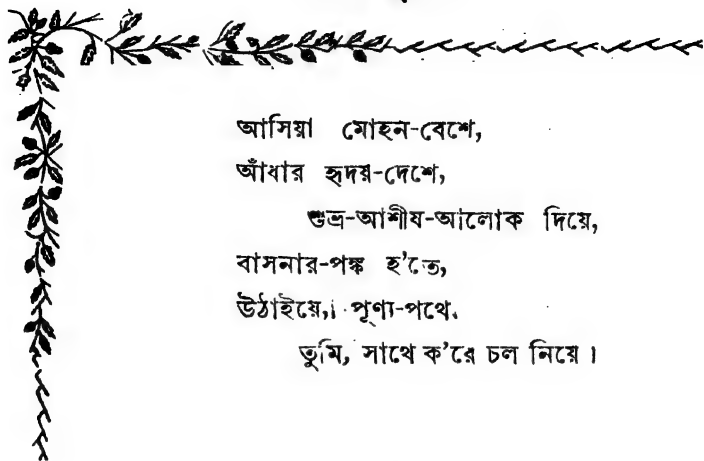 আসিয়া মোহন-বেশে,
আঁধার হৃদয়-দেশে,
শুভ্র-আশীষ-আলোক দিয়ে,
বাসনার-পঙ্ক হ'তে,
উঠাইয়ে, পূণ্য-পথে,
তুমি, সাথে ক'রে চল নিয়ে।